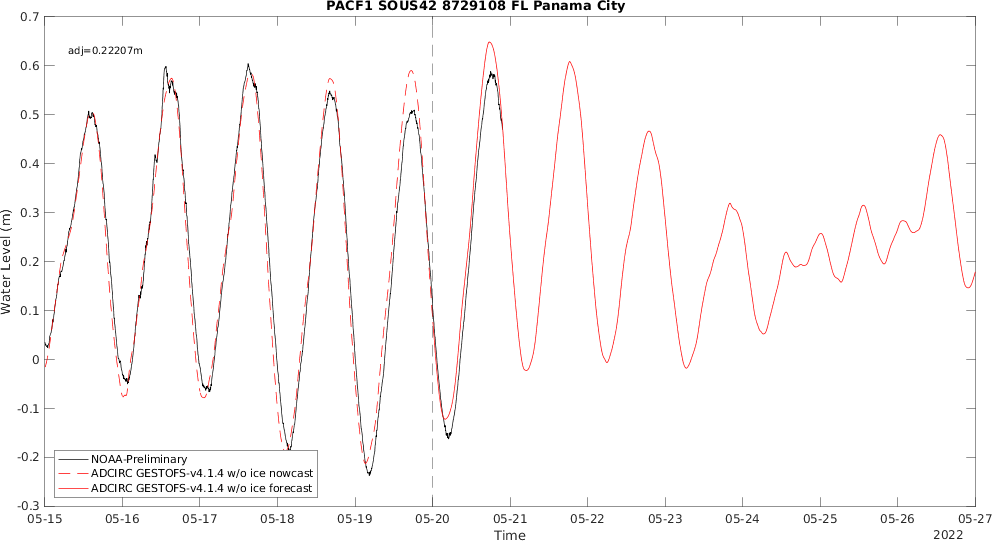 PACF1 SOUS42 8729108 FL Panama City
0.7
adj=0.22207m
0.6
0.5
0.4
0.3
0.2
0.1
0
-0.1
-0.2
-0.3
Water Level (m)
NOAA-Preliminary
ADCIRC GESTOFS-v4.1.4 w/o ice nowcast
ADCIRC GESTOFS-v4.1.4 w/o ice forecast
05-15 05-16 05-17 05-18 05-19 05-20 05-21 05-22 05-23 05-24 05-25 05-26 05-27
Time
2022